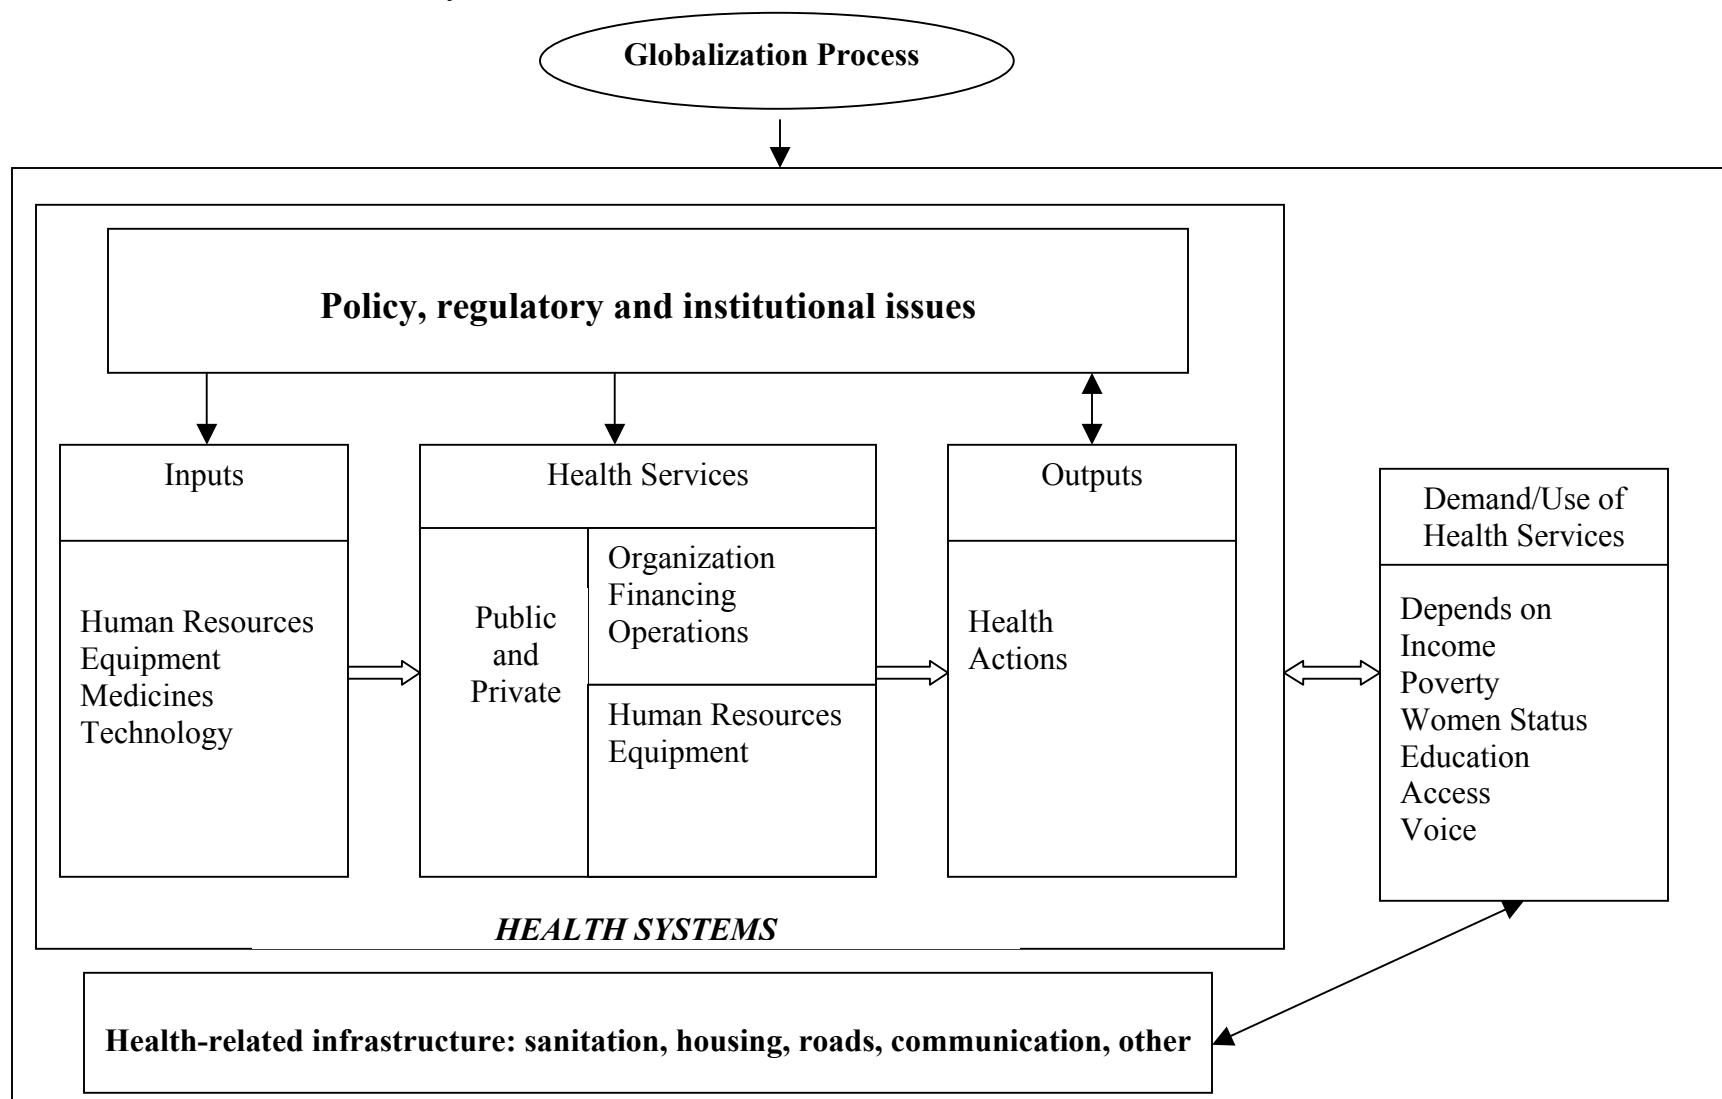 Globalization Process
Policy, regulatory and institutional issues
Inputs
Human Resources
Equipment
Medicines
Technology
Health Services
Public
and
Private
Organization
Financing
Operations
Human Resources
Equipment
Outputs
Health
Actions
Demand/Use of
Health Services
Depends on
Income
Poverty
Women Status
Education
Access
Voice
HEALTH SYSTEMS
Health-related infrastructure: sanitation, housing, roads, communication, other